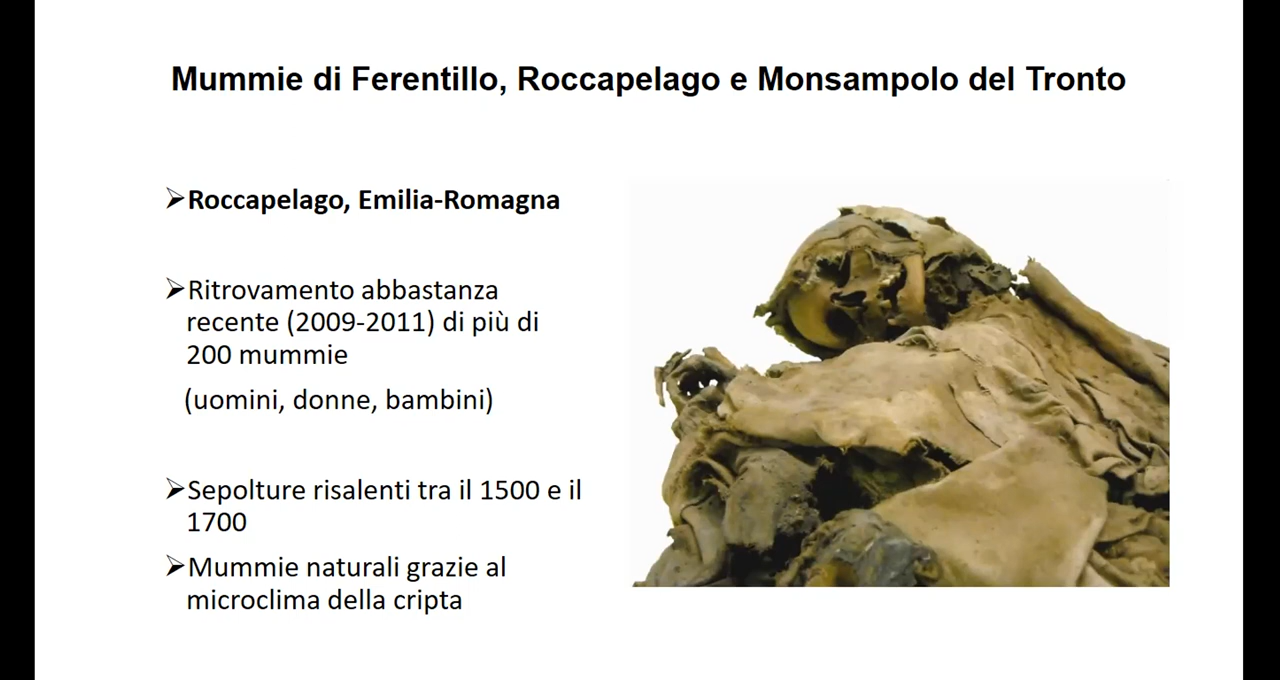 Mummie di Ferentillo, Roccapelago e Monsampolo del Tronto
➢Roccapelago, Emilia-Romagna
➢Ritrovamento abbastanza
recente (2009-2011) di più di
200 mummie
(uomini, donne, bambini)
➢Sepolture risalenti tra il 1500 e il
1700
➢Mummie naturali grazie al
microclima della cripta